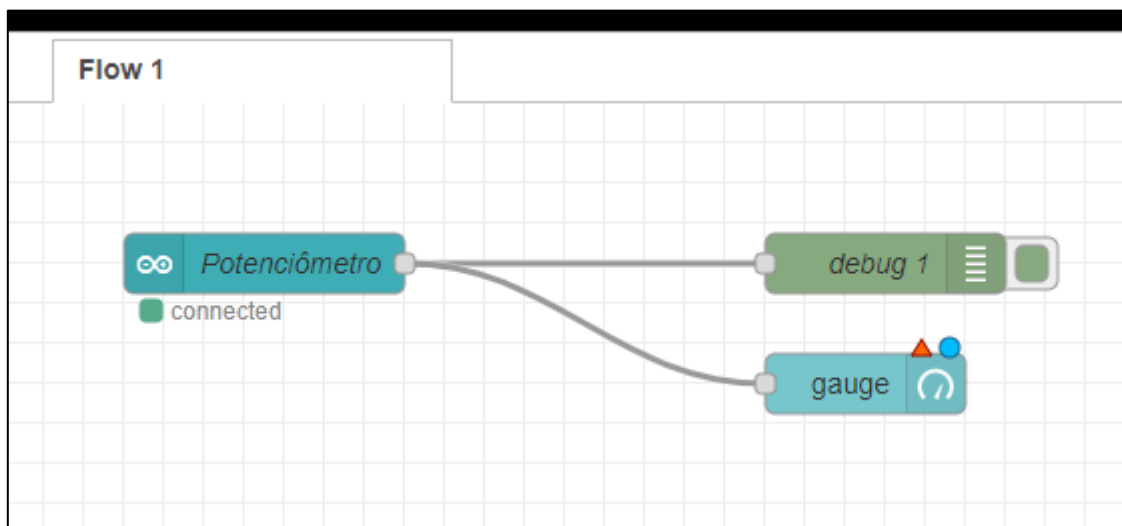 Flow 1
Potenciômetro
debug 1
connected
gauge